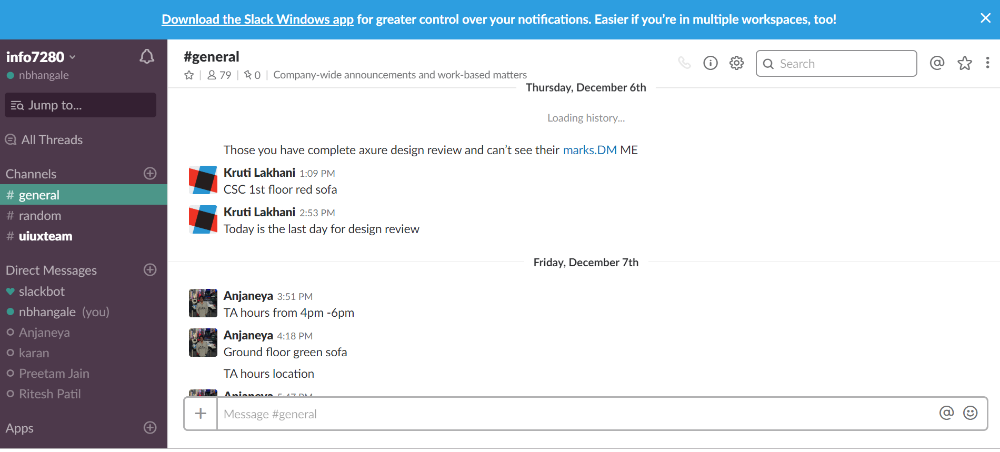 Download the Slack Windows app for greater control over your notifications. Easier if you’re in multiple workspaces, too!
info7280
nbhangale
Jump to...
All Threads
Channels
# general
# random
# uiuxteam
Direct Messages
slackbot
nbhangale (you)
Anjaneya
karan
Preetam Jain
Ritesh Patil
Apps
#general
79 | 0 | Company-wide announcements and work-based matters
Search
Thursday, December 6th
Loading history...
Those you have complete axure design review and can’t see their marks.DM ME
Kruti Lakhani 1:09 PM
CSC 1st floor red sofa
Kruti Lakhani 2:53 PM
Today is the last day for design review
Friday, December 7th
Anjaneya 3:51 PM
TA hours from 4pm -6pm
Anjaneya 4:18 PM
Ground floor green sofa
TA hours location
Anjaneya 5:47 PM
Message #general